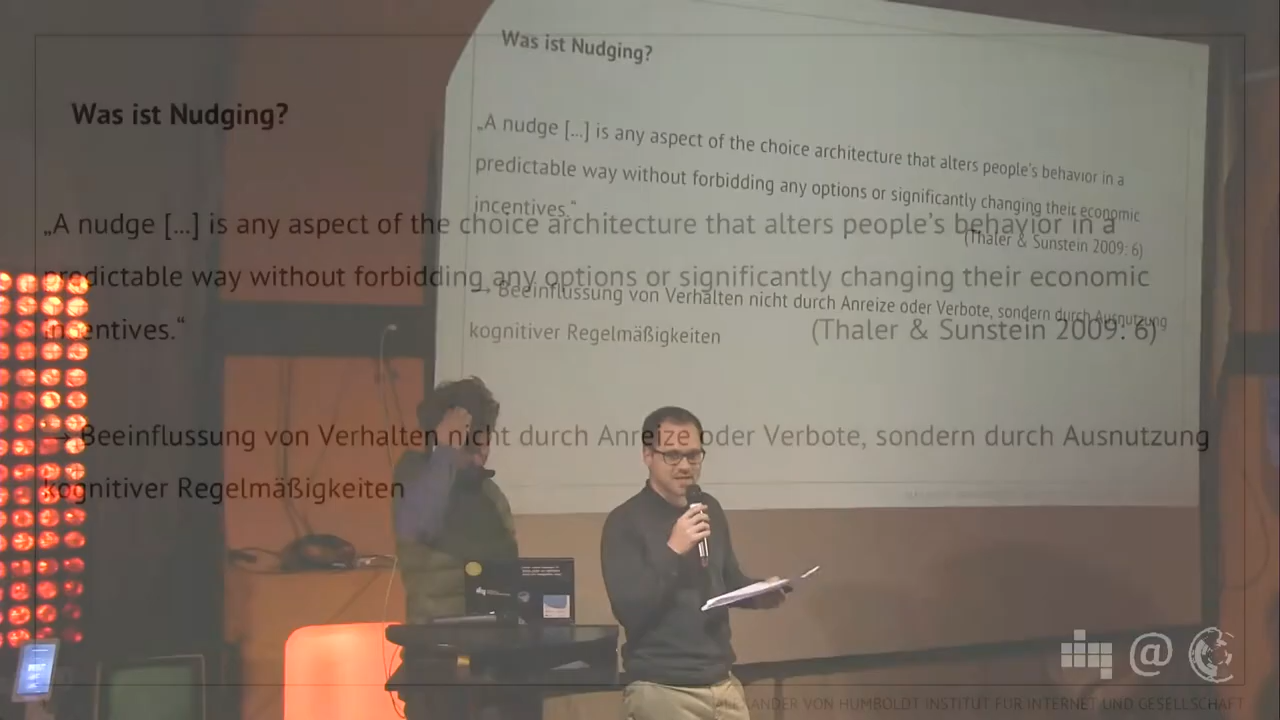 Was ist Nudging?
„A nudge [...] is any aspect of the choice architecture that alters people's behavior in a
predictable way without forbidding any options or significantly changing their economic
incentives.“
(Thaler & Sunstein 2009: 6)
→ Beeinflussung von Verhalten nicht durch Anreize oder Verbote, sondern durch Ausnutzung
kognitiver Regelmäßigkeiten
Was ist Nudging?
„A nudge [...] is any aspect of the choice architecture that alters people’s behavior in a
predictable way without forbidding any options or significantly changing their economic
incentives.“ (Thaler & Sunstein 2009: 6)
→ Beeinflussung von Verhalten nicht durch Anreize oder Verbote, sondern durch Ausnutzung
kognitiver Regelmäßigkeiten
@
ALEXANDER VON HUMBOLDT INSTITUT FÜR INTERNET UND GESELLSCHAFT